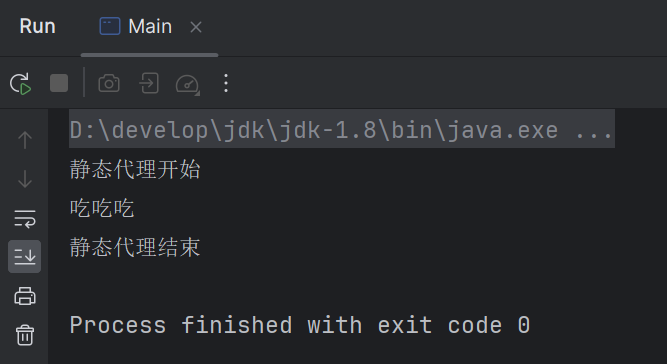 Run
Main
D:\develop\jdk\jdk-1.8\bin\java.exe ...
静态代理开始
吃吃吃
静态代理结束
Process finished with exit code 0